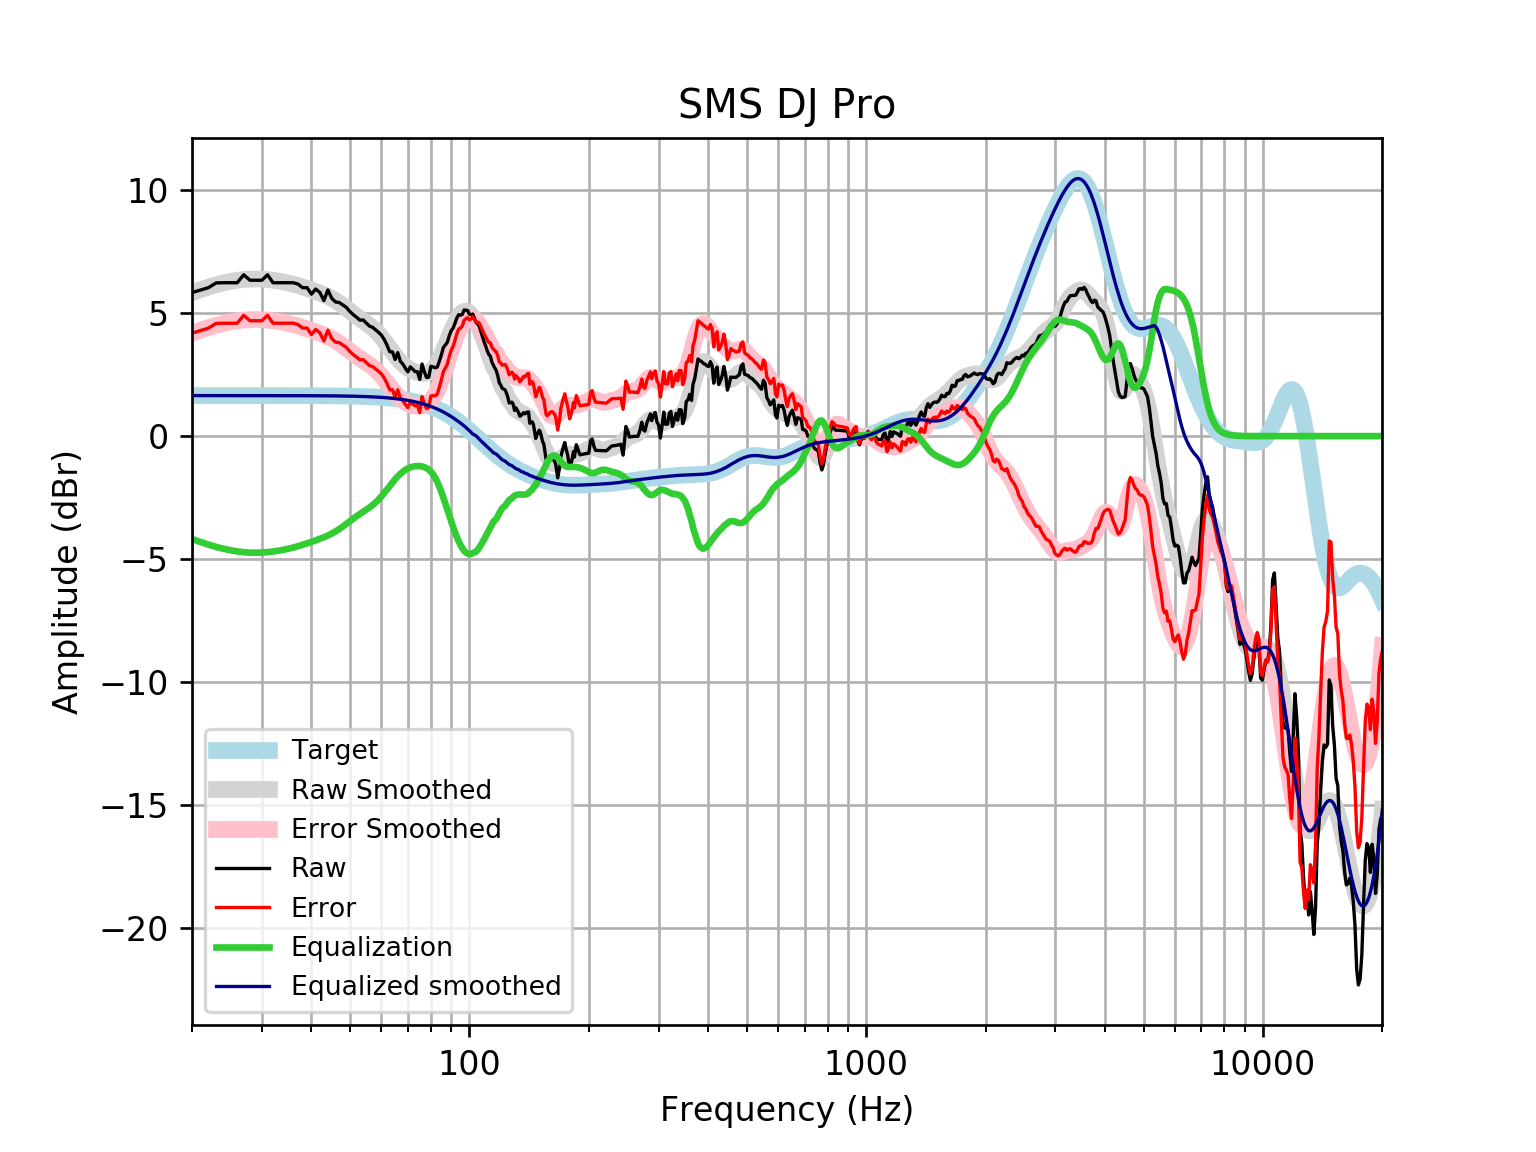 SMS DJ Pro
10
5
0
−5
−10
−15
−20
Amplitude (dBr)
Target
Raw Smoothed
Error Smoothed
Raw
Error
Equalization
Equalized smoothed
100
1000
10000
Frequency (Hz)